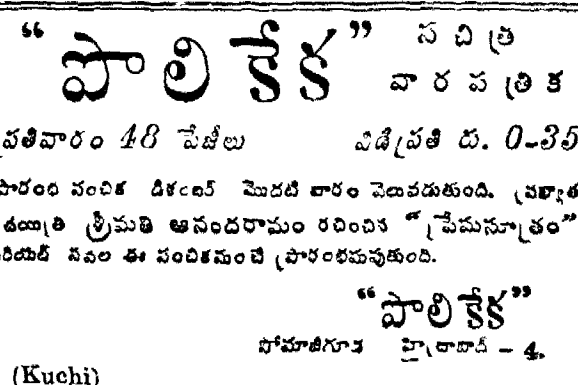 “పొలికేక” సచిత్ర
వారపత్రిక
ప్రతివారం 48 పేజీలు విడిప్రతి రు. 0-35
ప్రారంభ సంచిక డిశంబర్ మొదటి వారం వెలువడుతుంది. ప్రఖ్యాత
రచయిత్రి శ్రీమతి ఆనందరామం రచించిన “ప్రేమసూత్రం”
సీరియల్ నవల ఈ సంచికనుంచే ప్రారంభమవుతుంది.
“పొలికేక”
సోమాజీగూడ హైదరాబాద్ – 4.
(Kuchi)